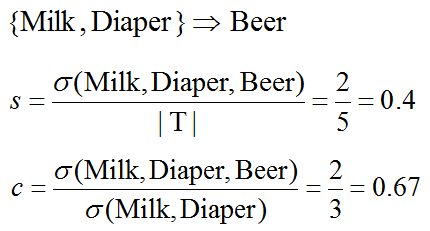 {Milk, Diaper} ⇒ Beer
s = σ(Milk, Diaper, Beer) / |T| = 2/5 = 0.4
c = σ(Milk, Diaper, Beer) / σ(Milk, Diaper) = 2/3 = 0.67